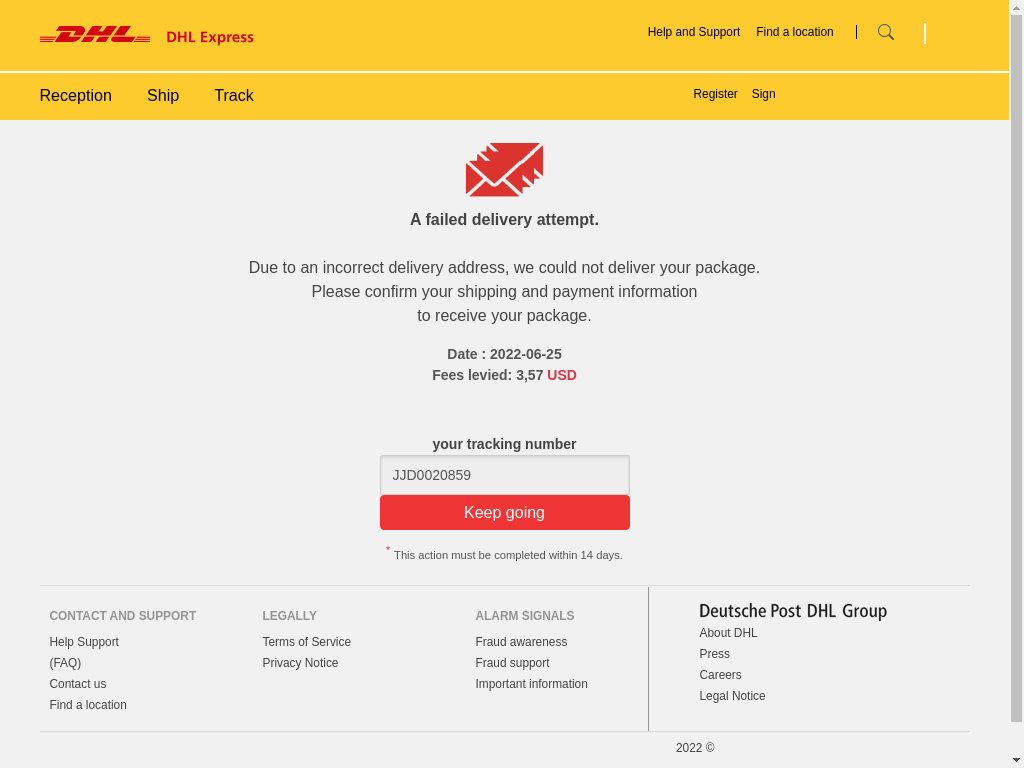 DHL DHL Express
Help and Support Find a location
Reception Ship Track
Register Sign
A failed delivery attempt.
Due to an incorrect delivery address, we could not deliver your package.
Please confirm your shipping and payment information
to receive your package.
Date : 2022-06-25
Fees levied: 3,57 USD
your tracking number
JJD0020859
Keep going
* This action must be completed within 14 days.
CONTACT AND SUPPORT
Help Support
(FAQ)
Contact us
Find a location
LEGALLY
Terms of Service
Privacy Notice
ALARM SIGNALS
Fraud awareness
Fraud support
Important information
Deutsche Post DHL Group
About DHL
Press
Careers
Legal Notice
2022 ©